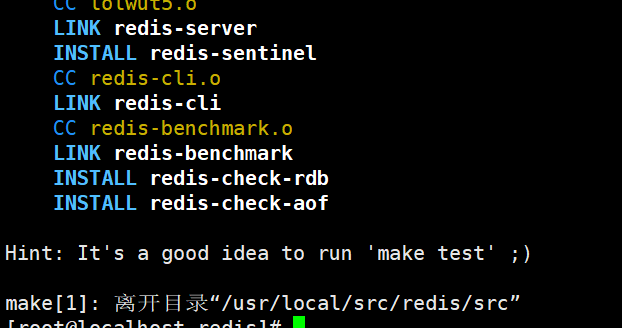 CC lolwut5.o
LINK redis-server
INSTALL redis-sentinel
CC redis-cli.o
LINK redis-cli
CC redis-benchmark.o
LINK redis-benchmark
INSTALL redis-check-rdb
INSTALL redis-check-aof
Hint: It's a good idea to run 'make test' ;)
make[1]: 离开目录“/usr/local/src/redis/src”
[root@localhost redis]#